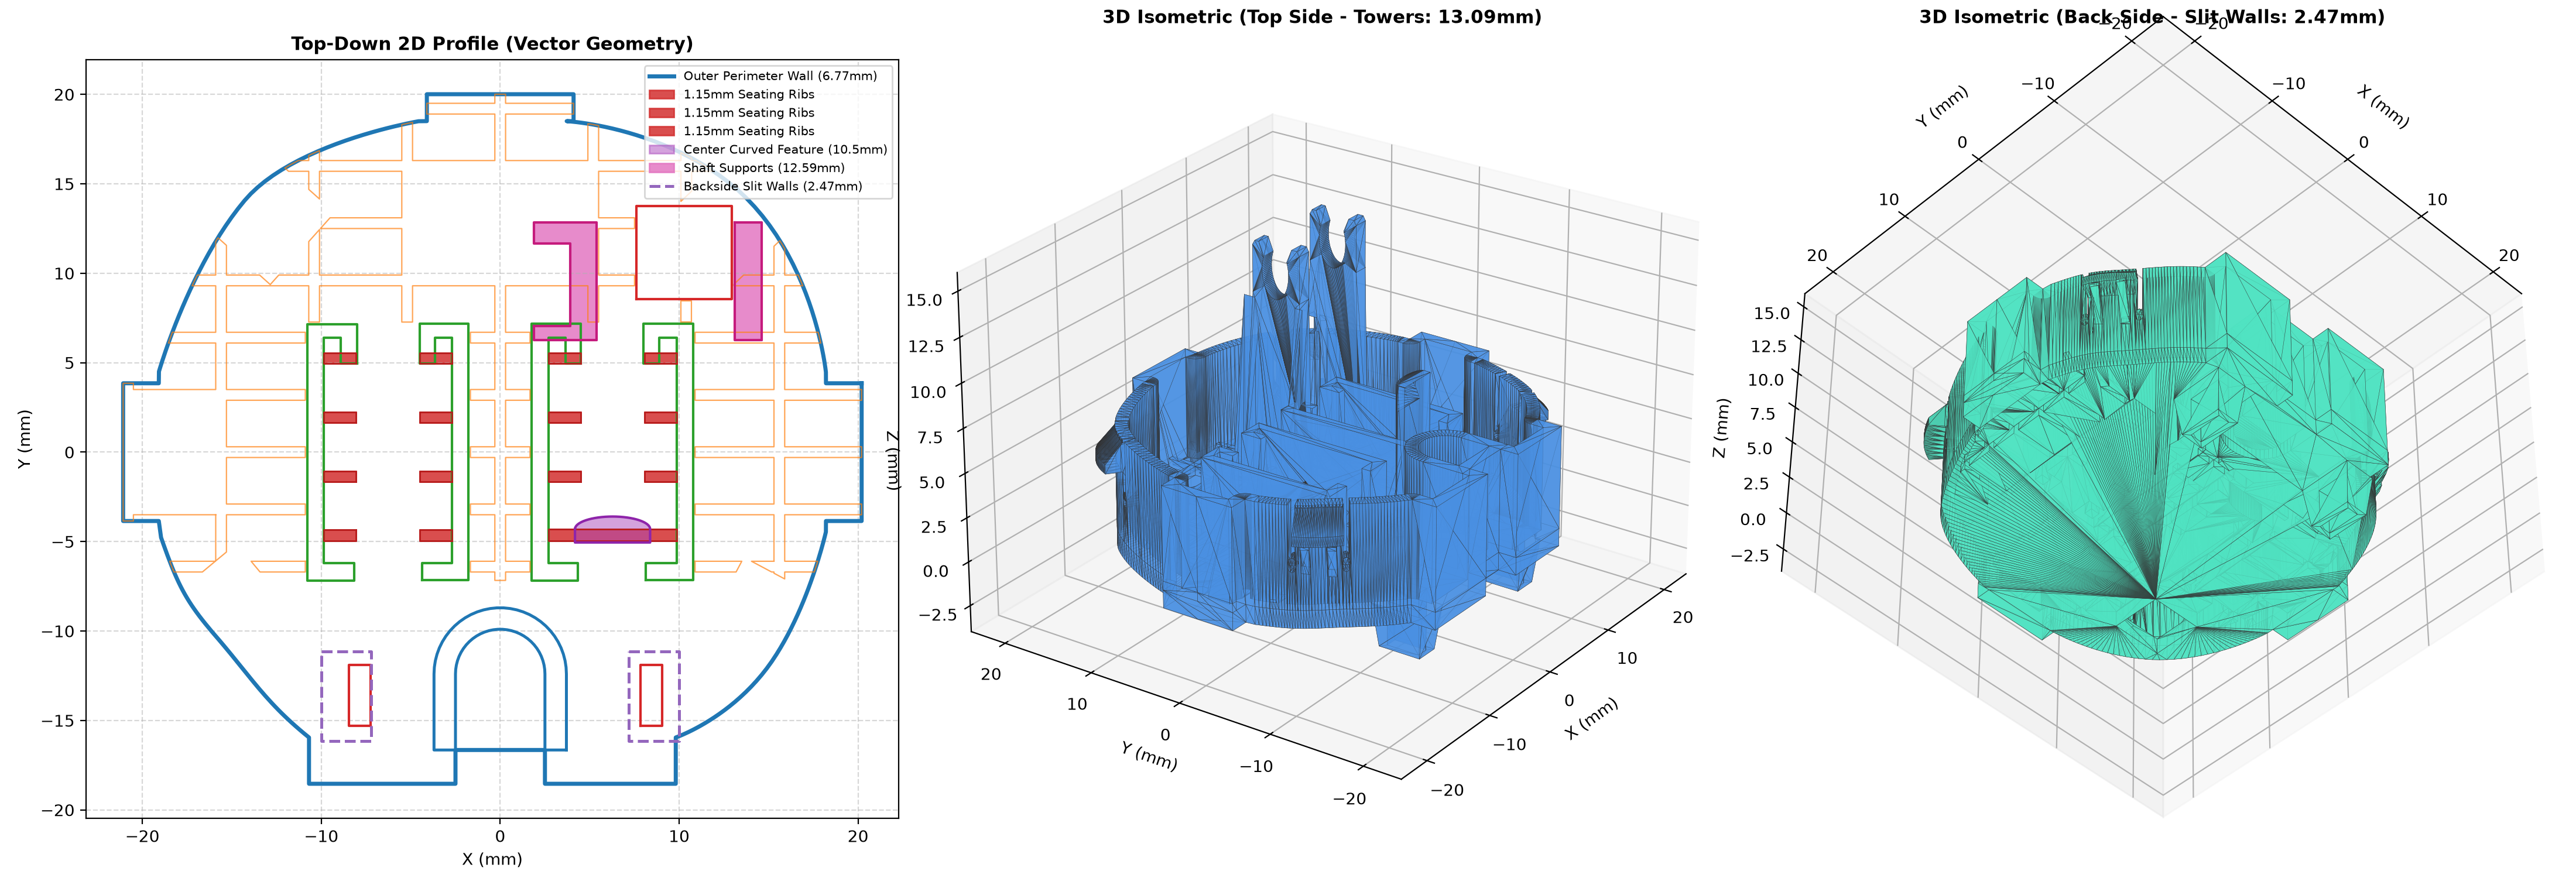 Top-Down 2D Profile (Vector Geometry)
Outer Perimeter Wall (6.77mm)
1.15mm Seating Ribs
1.15mm Seating Ribs
1.15mm Seating Ribs
Center Curved Feature (10.5mm)
Shaft Supports (12.59mm)
Backside Slit Walls (2.47mm)
20
15
10
5
0
−5
−10
−15
−20
Y (mm)
−20
−10
0
10
20
X (mm)
3D Isometric (Top Side - Towers: 13.09mm)
15.0
12.5
10.0
7.5
5.0
2.5
0.0
−2.5
Z (mm)
20
10
0
−10
−20
Y (mm)
20
10
0
−10
−20
X (mm)
3D Isometric (Back Side - Slit Walls: 2.47mm)
−20
−10
0
10
20
Y (mm)
−20
−10
0
10
20
X (mm)
15.0
12.5
10.0
7.5
5.0
2.5
0.0
−2.5
Z (mm)